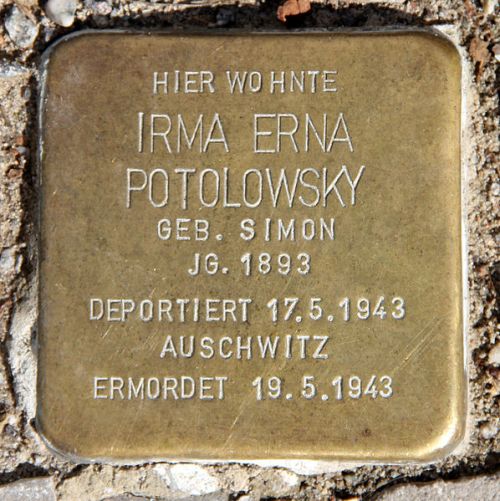 HIER WOHNTE
IRMA ERNA
POTOLOWSKY
GEB. SIMON
JG. 1893
DEPORTIERT 17.5.1943
AUSCHWITZ
ERMORDET 19.5.1943